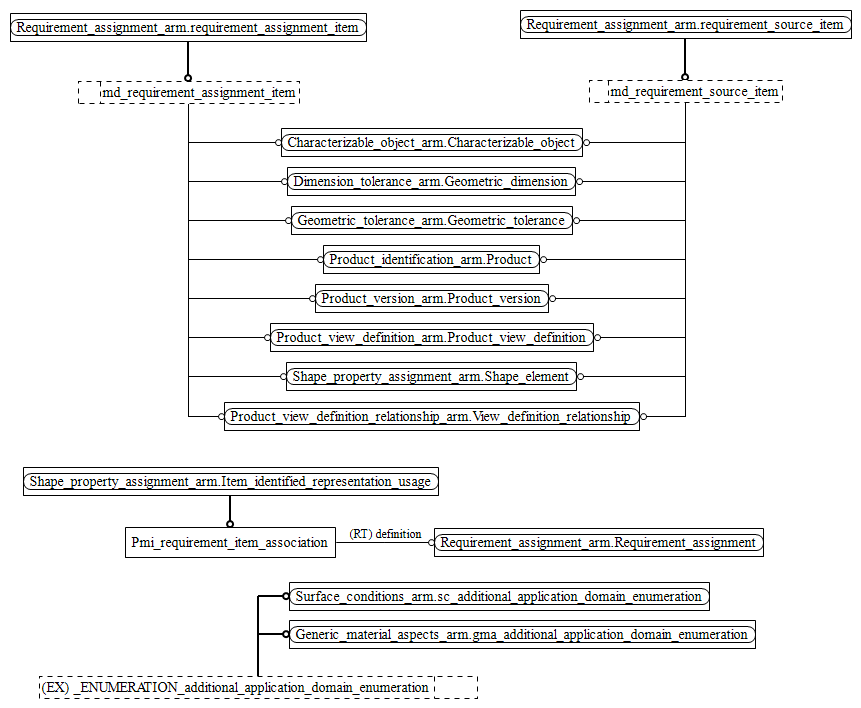 Requirement_assignment_arm.requirement_assignment_item
Requirement_assignment_arm.requirement_source_item
md_requirement_assignment_item
md_requirement_source_item
Characterizable_object_arm.Characterizable_object
Dimension_tolerance_arm.Geometric_dimension
Geometric_tolerance_arm.Geometric_tolerance
Product_identification_arm.Product
Product_version_arm.Product_version
Product_view_definition_arm.Product_view_definition
Shape_property_assignment_arm.Shape_element
Product_view_definition_relationship_arm.View_definition_relationship
Shape_property_assignment_arm.Item_identified_representation_usage
Pmi_requirement_item_association
(RT) definition
Requirement_assignment_arm.Requirement_assignment
Surface_conditions_arm.sc_additional_application_domain_enumeration
Generic_material_aspects_arm.gma_additional_application_domain_enumeration
(EX) _ENUMERATION_additional_application_domain_enumeration